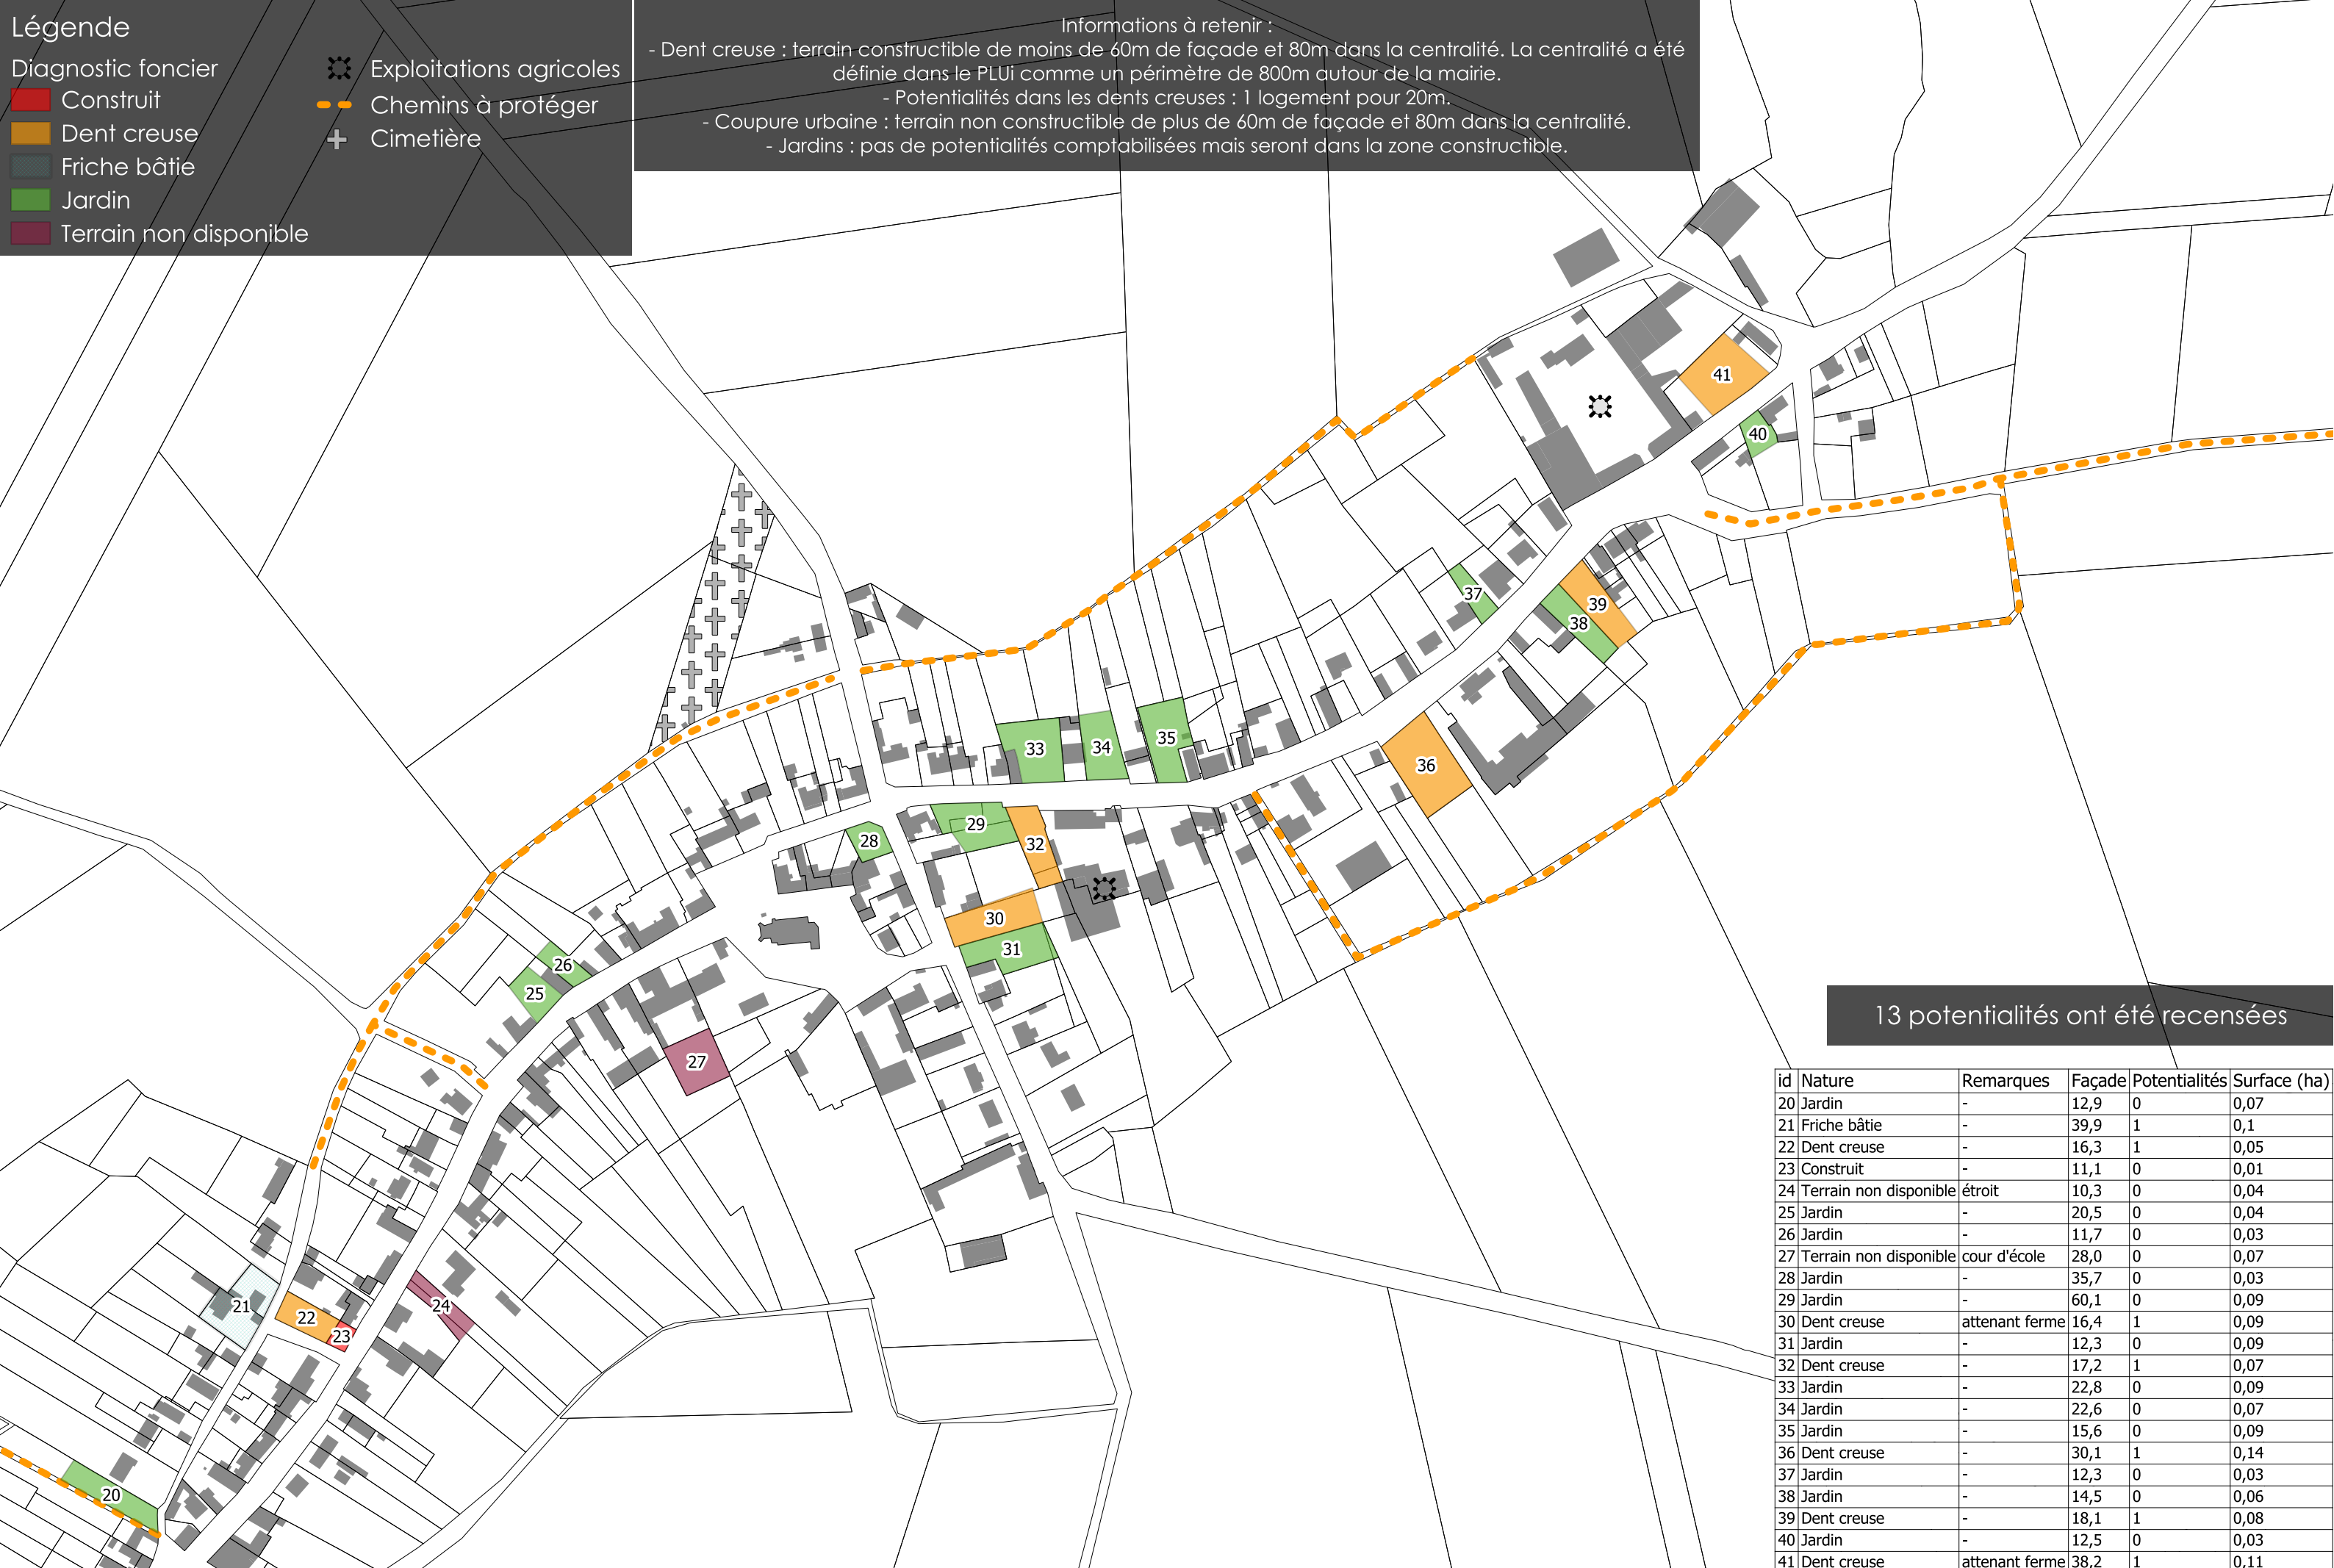 Légende
Diagnostic foncier
Construit
Dent creuse
Friche bâtie
Jardin
Terrain non disponible
Exploitations agricoles
Chemins à protéger
Cimetière
Informations à retenir :
- Dent creuse : terrain constructible de moins de 60m de façade et 80m dans la centralité. La centralité a été
définie dans le PLUi comme un périmètre de 800m autour de la mairie.
- Potentialités dans les dents creuses : 1 logement pour 20m.
- Coupure urbaine : terrain non constructible de plus de 60m de façade et 80m dans la centralité.
- Jardins : pas de potentialités comptabilisées mais seront dans la zone constructible.
41
40
37
39
38
35
34
33
36
29
28
32
30
31
26
25
27
24
21
22
23
20
13 potentialités ont été recensées
id Nature Remarques Façade Potentialités Surface (ha)
20 Jardin - 12,9 0 0,07
21 Friche bâtie - 39,9 1 0,1
22 Dent creuse - 16,3 1 0,05
23 Construit - 11,1 0 0,01
24 Terrain non disponible étroit 10,3 0 0,04
25 Jardin - 20,5 0 0,04
26 Jardin - 11,7 0 0,03
27 Terrain non disponible cour d'école 28,0 0 0,07
28 Jardin - 35,7 0 0,03
29 Jardin - 60,1 0 0,09
30 Dent creuse attenant ferme 16,4 1 0,09
31 Jardin - 12,3 0 0,09
32 Dent creuse - 17,2 1 0,07
33 Jardin - 22,8 0 0,09
34 Jardin - 22,6 0 0,07
35 Jardin - 15,6 0 0,09
36 Dent creuse - 30,1 1 0,14
37 Jardin - 12,3 0 0,03
38 Jardin - 14,5 0 0,06
39 Dent creuse - 18,1 1 0,08
40 Jardin - 12,5 0 0,03
41 Dent creuse attenant ferme 38,2 1 0,11